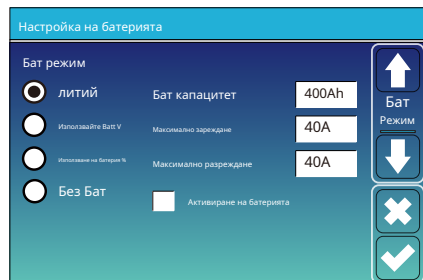 Настройка на батерията
Бат режим
литий
Бат капацитет
400Ah
Използвайте Batt V
Максимално зареждане
40A
Използване на батерия %
Максимално разреждане
40A
Без Бат
Активиране на батерията
Бат
Режим